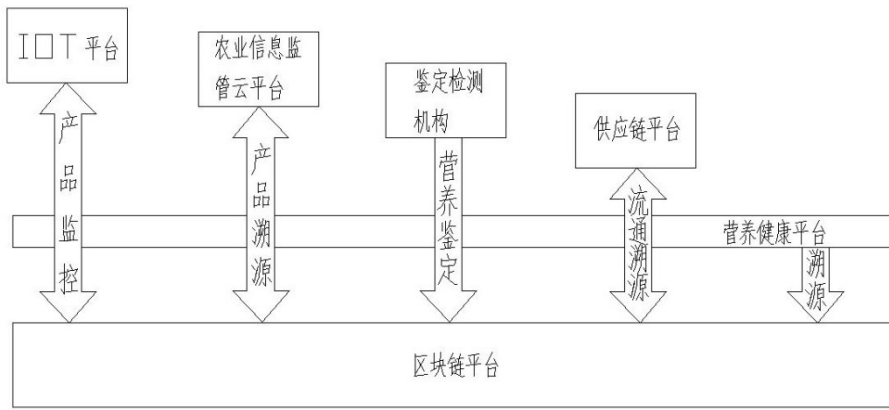 IOT 平台
农业信息监
管云平台
鉴定检测
机构
供应链平台
产品监控
产品溯源
营养鉴定
流通溯源
营养健康平台
溯源
区块链平台